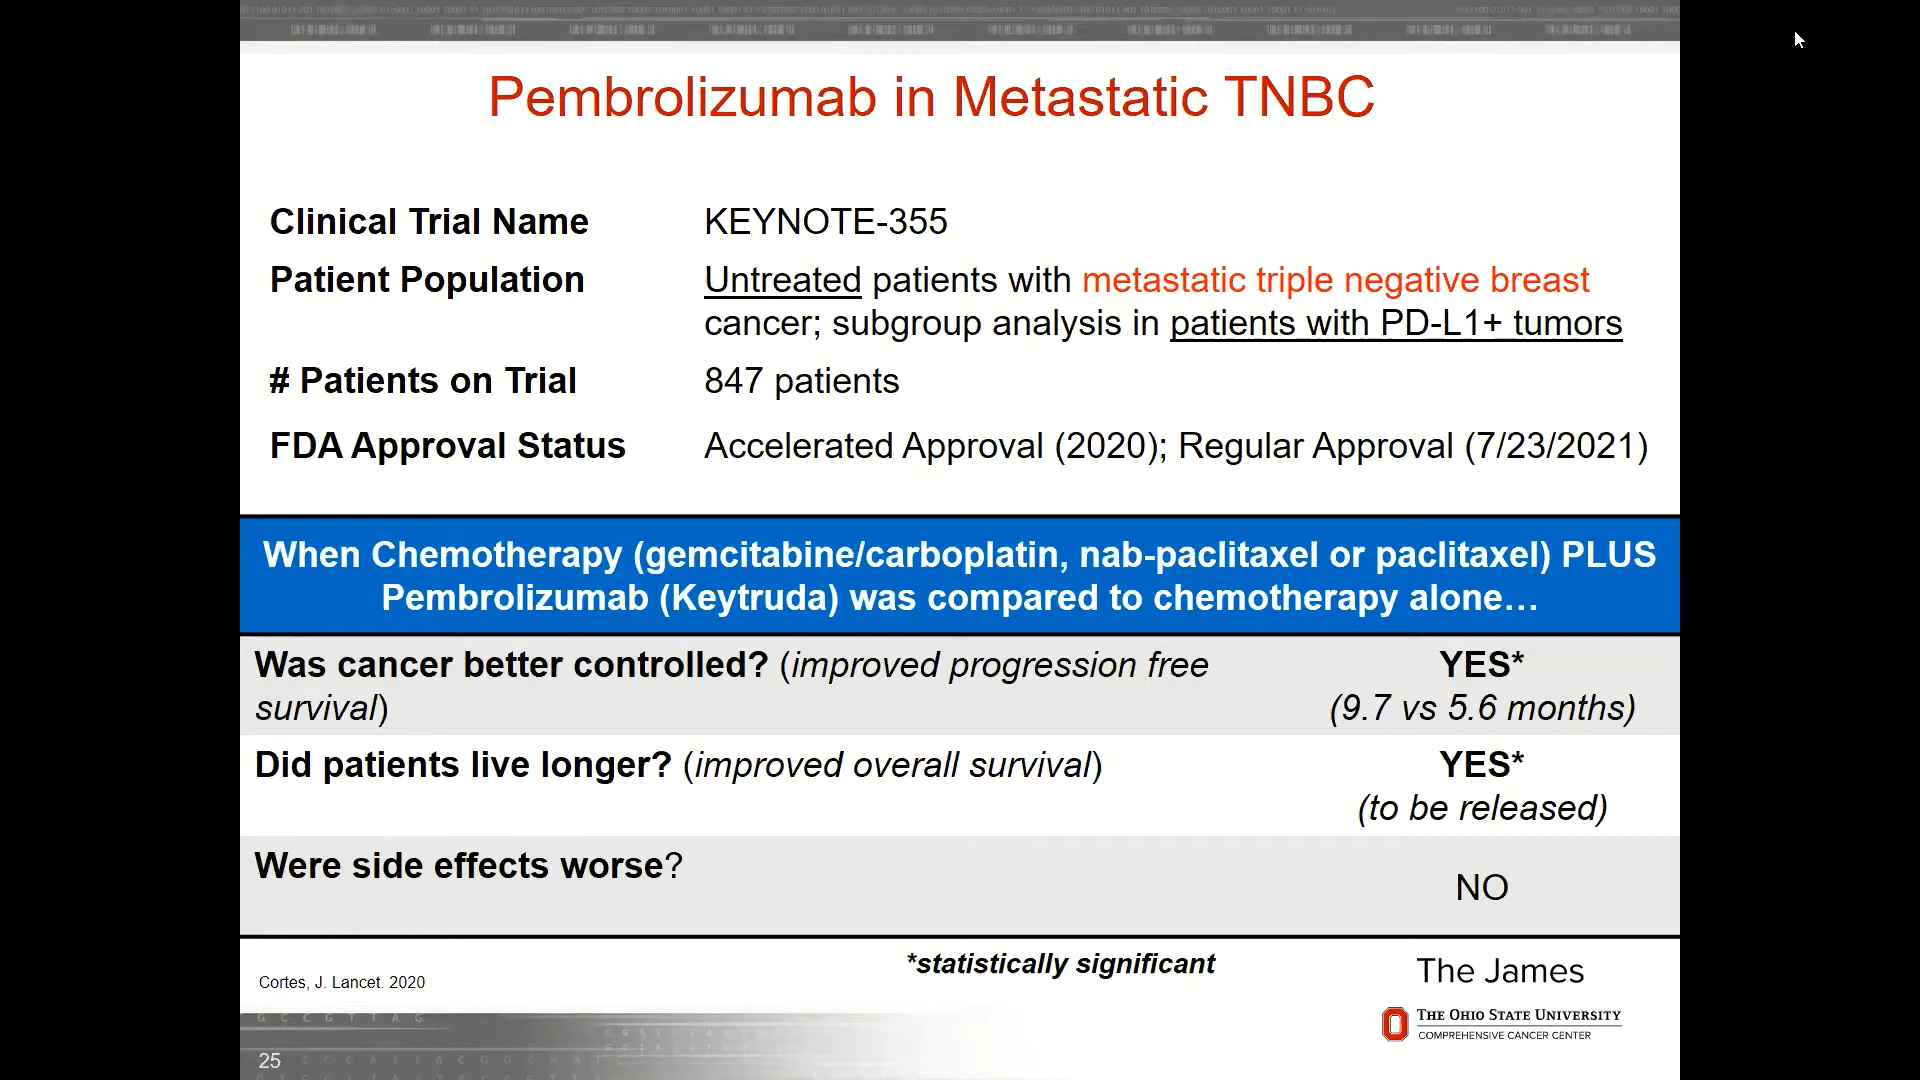 Pembrolizumab in Metastatic TNBC
Clinical Trial Name KEYNOTE-355
Patient Population Untreated patients with metastatic triple negative breast
cancer; subgroup analysis in patients with PD-L1+ tumors
# Patients on Trial 847 patients
FDA Approval Status Accelerated Approval (2020); Regular Approval (7/23/2021)
When Chemotherapy (gemcitabine/carboplatin, nab-paclitaxel or paclitaxel) PLUS
Pembrolizumab (Keytruda) was compared to chemotherapy alone…
Was cancer better controlled? (improved progression free YES*
survival) (9.7 vs 5.6 months)
Did patients live longer? (improved overall survival) YES*
(to be released)
Were side effects worse?
NO
*statistically significant
Cortes, J. Lancet. 2020
The James
THE OHIO STATE UNIVERSITY
COMPREHENSIVE CANCER CENTER
G C C G T T A G
25